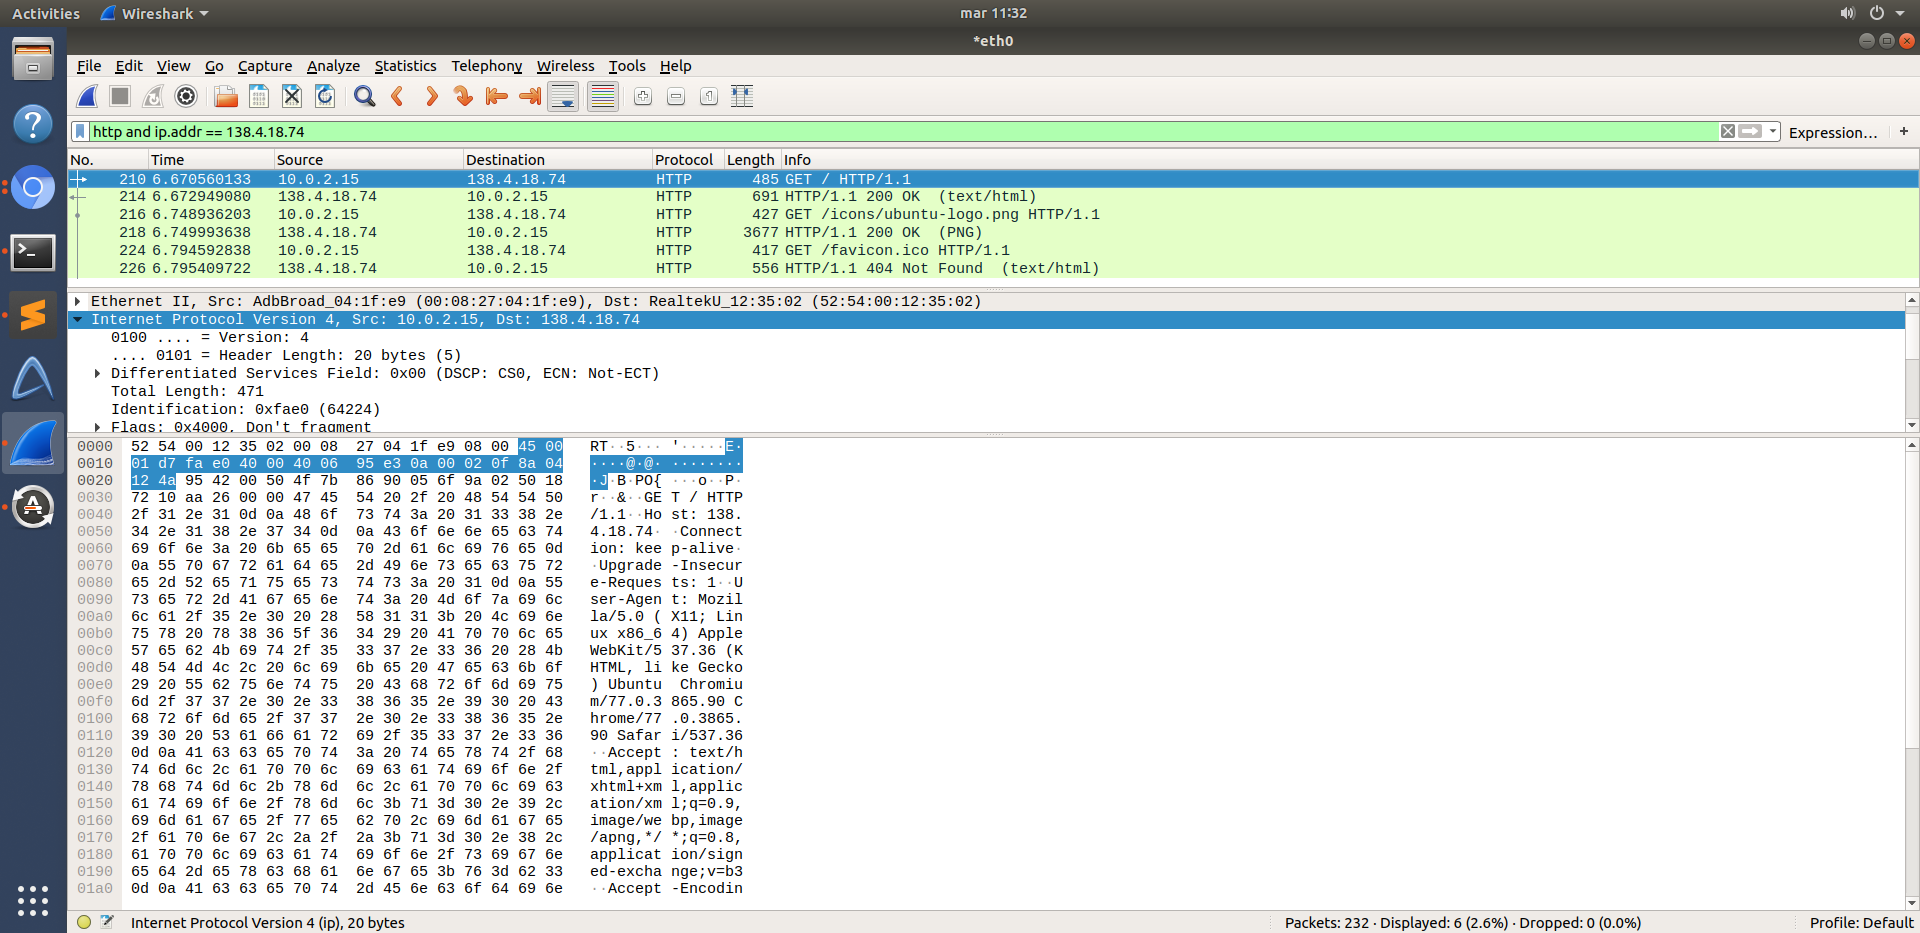 Activities Wireshark mar 11:32
*eth0
File Edit View Go Capture Analyze Statistics Telephony Wireless Tools Help
http and ip.addr == 138.4.18.74 Expression… +
No. Time Source Destination Protocol Length Info
210 6.670560133 10.0.2.15 138.4.18.74 HTTP 485 GET / HTTP/1.1
214 6.672949080 138.4.18.74 10.0.2.15 HTTP 691 HTTP/1.1 200 OK (text/html)
216 6.748936203 10.0.2.15 138.4.18.74 HTTP 427 GET /icons/ubuntu-logo.png HTTP/1.1
218 6.749993638 138.4.18.74 10.0.2.15 HTTP 3677 HTTP/1.1 200 OK (PNG)
224 6.794592838 10.0.2.15 138.4.18.74 HTTP 417 GET /favicon.ico HTTP/1.1
226 6.795409722 138.4.18.74 10.0.2.15 HTTP 556 HTTP/1.1 404 Not Found (text/html)
Ethernet II, Src: AdbBroad_04:1f:e9 (00:08:27:04:1f:e9), Dst: RealtekU_12:35:02 (52:54:00:12:35:02)
Internet Protocol Version 4, Src: 10.0.2.15, Dst: 138.4.18.74
0100 .... = Version: 4
.... 0101 = Header Length: 20 bytes (5)
Differentiated Services Field: 0x00 (DSCP: CS0, ECN: Not-ECT)
Total Length: 471
Identification: 0xfae0 (64224)
Flags: 0x4000, Don't fragment
0000 52 54 00 12 35 02 00 08 27 04 1f e9 08 00 45 00 RT··5··· '·····E·
0010 01 d7 fa e0 40 00 40 06 95 e3 0a 00 02 0f 8a 04 ····@·@· ········
0020 12 4a 95 42 00 50 4f 7b 86 90 05 6f 9a 02 50 18 ·J·B·PO{ ···o··P·
0030 72 10 aa 26 00 00 47 45 54 20 2f 20 48 54 54 50 r··&··GE T / HTTP
0040 2f 31 2e 31 0d 0a 48 6f 73 74 3a 20 31 33 38 2e /1.1··Ho st: 138.
0050 34 2e 31 38 2e 37 34 0d 0a 43 6f 6e 6e 65 63 74 4.18.74· ·Connect
0060 69 6f 6e 3a 20 6b 65 65 70 2d 61 6c 69 76 65 0d ion: kee p-alive·
0070 0a 55 70 67 72 61 64 65 2d 49 6e 73 65 63 75 72 ·Upgrade -Insecur
0080 65 2d 52 65 71 75 65 73 74 73 3a 20 31 0d 0a 55 e-Reques ts: 1··U
0090 73 65 72 2d 41 67 65 6e 74 3a 20 4d 6f 7a 69 6c ser-Agen t: Mozil
00a0 6c 61 2f 35 2e 30 20 28 58 31 31 3b 20 4c 69 6e la/5.0 ( X11; Lin
00b0 75 78 20 78 38 36 5f 36 34 29 20 41 70 70 6c 65 ux x86_6 4) Apple
00c0 57 65 62 4b 69 74 2f 35 33 37 2e 33 36 20 28 4b WebKit/5 37.36 (K
00d0 48 54 4d 4c 2c 20 6c 69 6b 65 20 47 65 63 6b 6f HTML, li ke Gecko
00e0 29 20 55 62 75 6e 74 75 20 43 68 72 6f 6d 69 75 ) Ubuntu Chromiu
00f0 6d 2f 37 37 2e 30 2e 33 38 36 35 2e 39 30 20 43 m/77.0.3 865.90 C
0100 68 72 6f 6d 65 2f 37 37 2e 30 2e 33 38 36 35 2e hrome/77 .0.3865.
0110 39 30 20 53 61 66 61 72 69 2f 35 33 37 2e 33 36 90 Safar i/537.36
0120 0d 0a 41 63 63 65 70 74 3a 20 74 65 78 74 2f 68 ··Accept : text/h
0130 74 6d 6c 2c 61 70 70 6c 69 63 61 74 69 6f 6e 2f tml,appl ication/
0140 78 68 74 6d 6c 2b 78 6d 6c 2c 61 70 70 6c 69 63 xhtml+xm l,applic
0150 61 74 69 6f 6e 2f 78 6d 6c 3b 71 3d 30 2e 39 2c ation/xm l;q=0.9,
0160 69 6d 61 67 65 2f 77 65 62 70 2c 69 6d 61 67 65 image/we bp,image
0170 2f 61 70 6e 67 2c 2a 2f 2a 3b 71 3d 30 2e 38 2c /apng,*/ *;q=0.8,
0180 61 70 70 6c 69 63 61 74 69 6f 6e 2f 73 69 67 6e applicat ion/sign
0190 65 64 2d 65 78 63 68 61 6e 67 65 3b 76 3d 62 33 ed-excha nge;v=b3
01a0 0d 0a 41 63 63 65 70 74 2d 45 6e 63 6f 64 69 6e ··Accept -Encodin
Internet Protocol Version 4 (ip), 20 bytes Packets: 232 · Displayed: 6 (2.6%) · Dropped: 0 (0.0%) Profile: Default